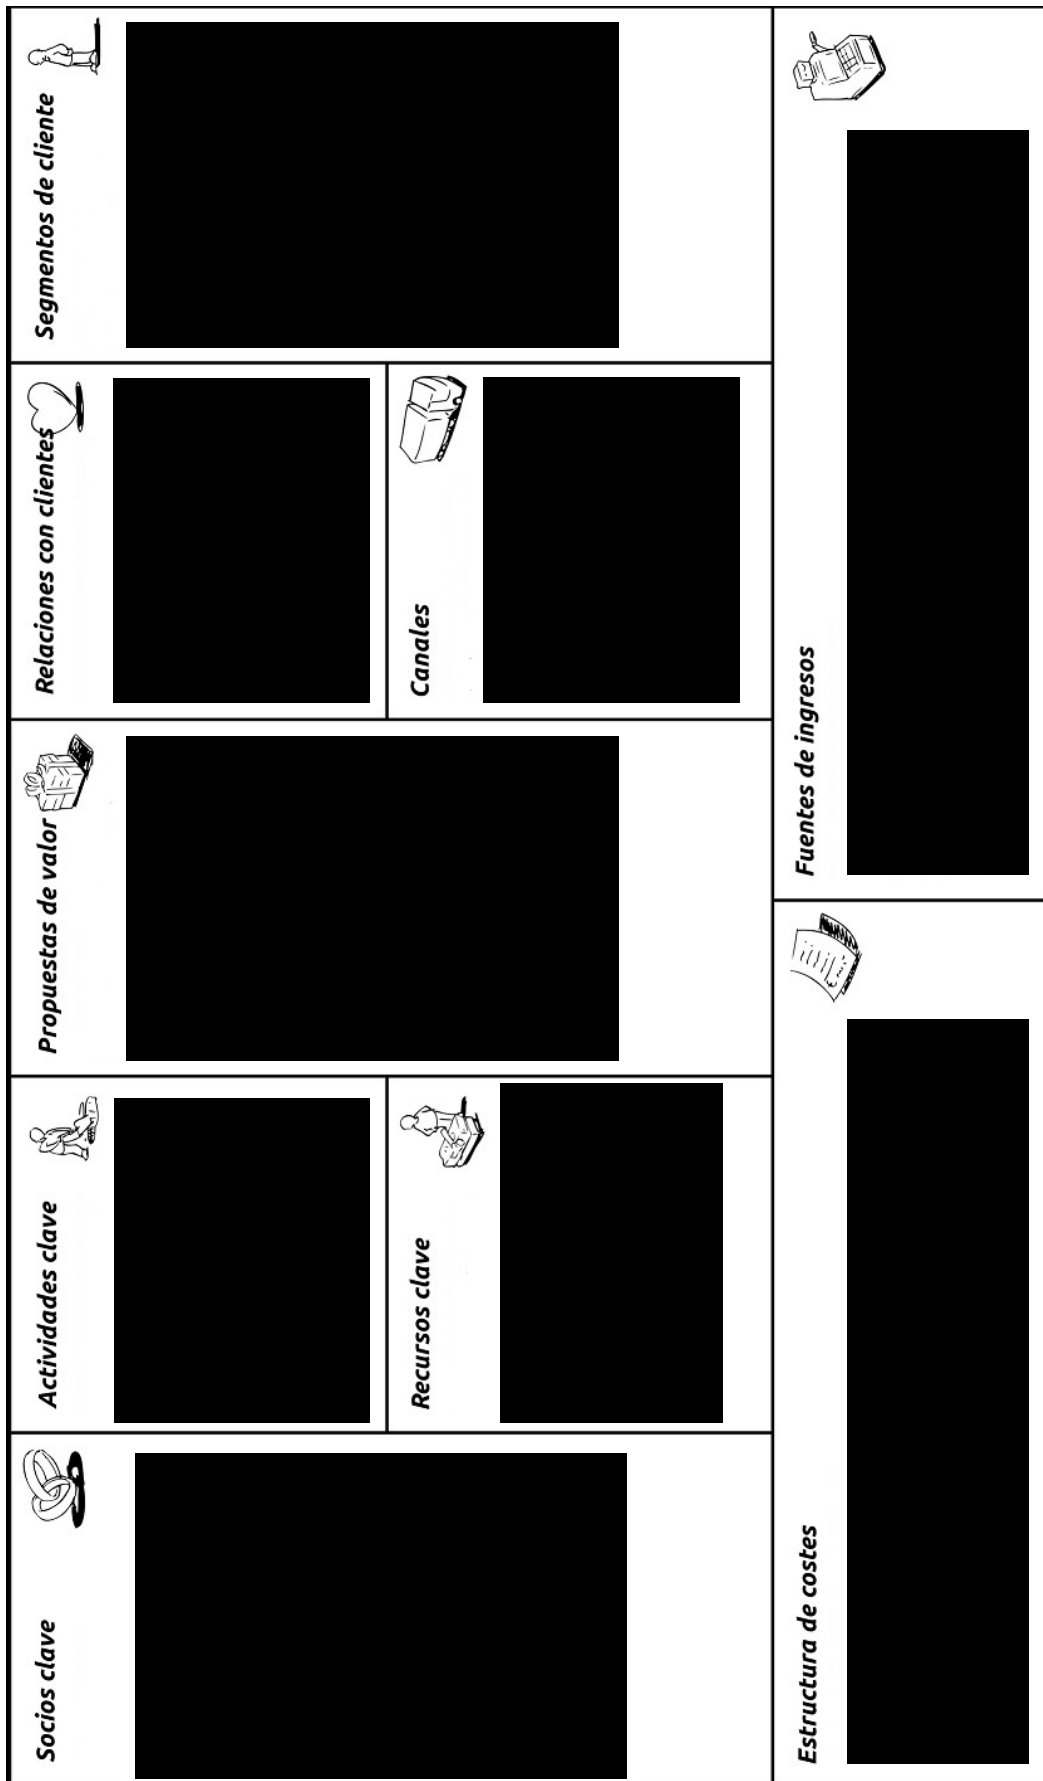 Socios clave
Actividades clave
Recursos clave
Propuestas de valor
Relaciones con clientes
Canales
Segmentos de cliente
Estructura de costes
Fuentes de ingresos